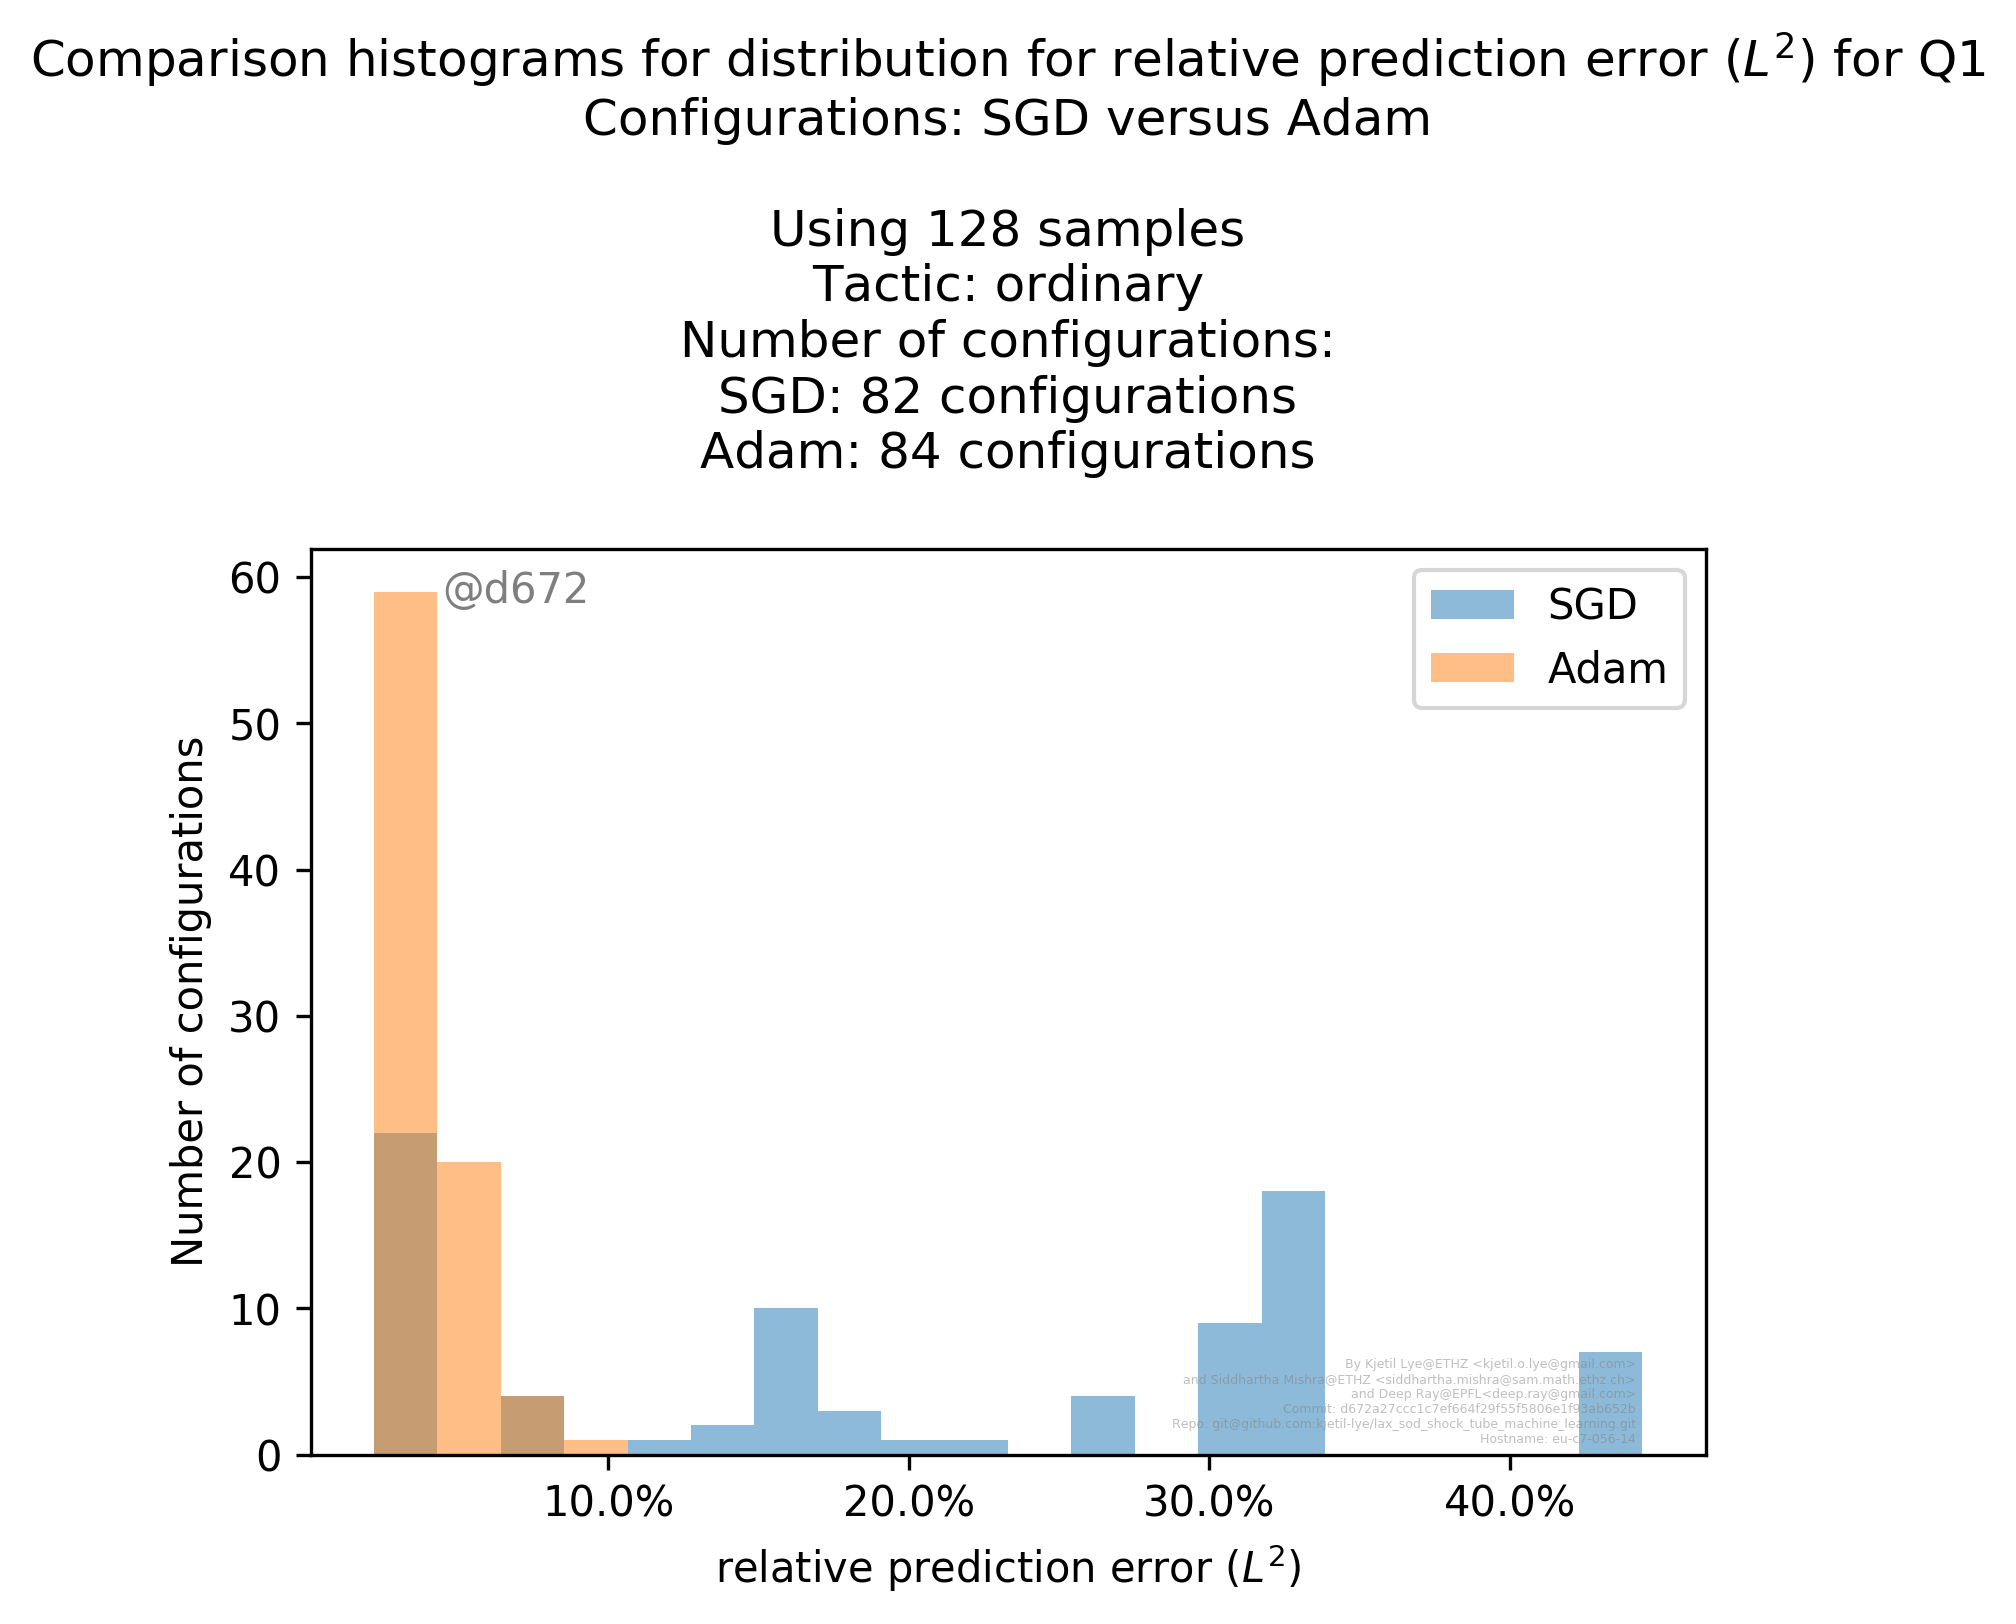 Comparison histograms for distribution for relative prediction error (L²) for Q1
Configurations: SGD versus Adam
Using 128 samples
Tactic: ordinary
Number of configurations:
SGD: 82 configurations
Adam: 84 configurations
@d672
SGD
Adam
60
50
40
30
20
10
0
Number of configurations
By Kjetil Lye@ETHZ <kjetil.o.lye@gmail.com>
and Siddhartha Mishra@ETHZ <siddhartha.mishra@sam.math.ethz.ch>
and Deep Ray@EPFL<deep.ray@gmail.com>
Commit: d672a27ccc1c7ef664f29f55f5806e1f93ab652b
Repo: git@github.com:kjetil-lye/lax_sod_shock_tube_machine_learning.git
Hostname: eu-c7-056-14
10.0% 20.0% 30.0% 40.0%
relative prediction error (L²)